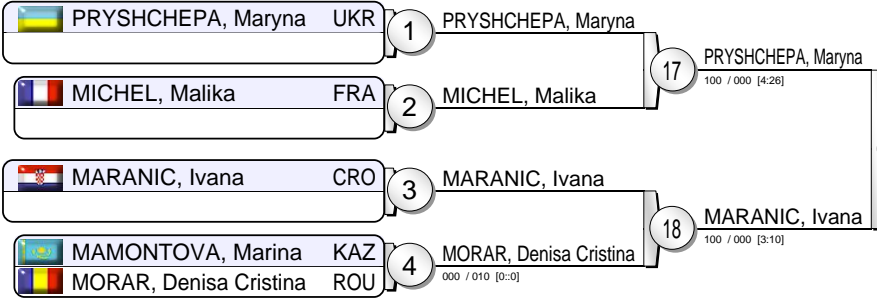 PRYSHCHEPA, Maryna UKR
1
PRYSHCHEPA, Maryna
17
PRYSHCHEPA, Maryna
100 / 000 [4:26]
MICHEL, Malika FRA
2
MICHEL, Malika
MARANIC, Ivana CRO
3
MARANIC, Ivana
18
MARANIC, Ivana
100 / 000 [3:10]
MAMONTOVA, Marina KAZ
MORAR, Denisa Cristina ROU
4
MORAR, Denisa Cristina
000 / 010 [0::0]